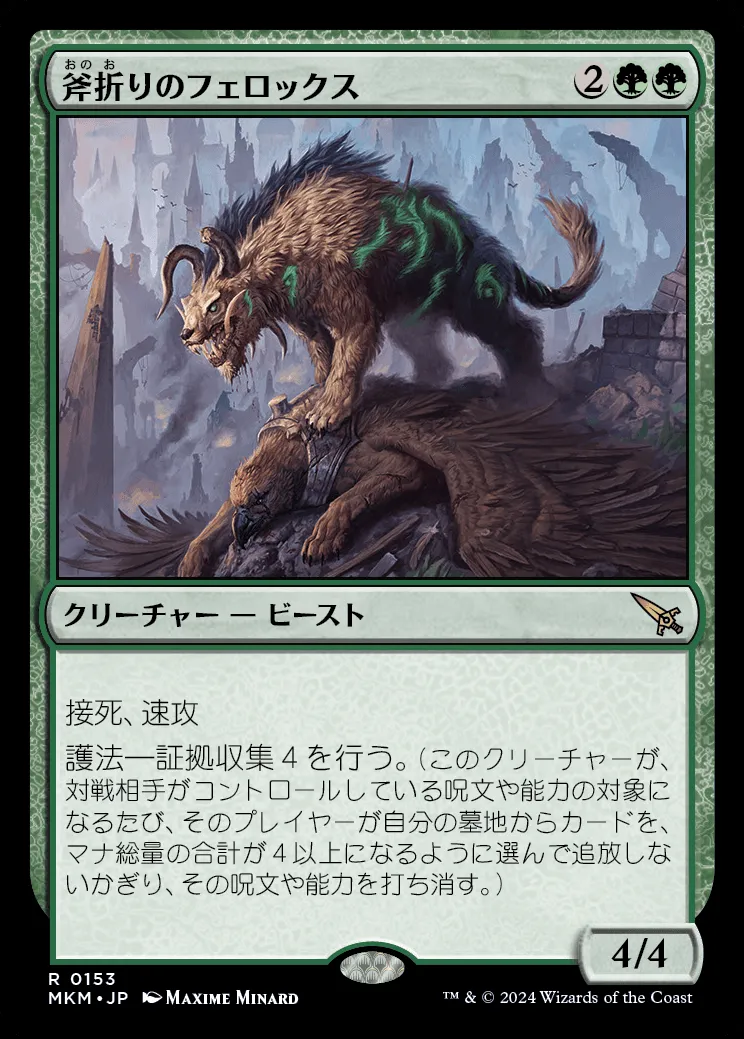 おの お
斧折りのフェロックス 2
クリーチャー — ビースト
接死、速攻
護法—証拠収集４を行う。（このクリーチャーが、
対戦相手がコントロールしている呪文や能力の対象に
なるたび、そのプレイヤーが自分の墓地からカードを、
マナ総量の合計が４以上になるように選んで追放しな
いかぎり、その呪文や能力を打ち消す。）
4/4
R 0153
MKM • JP MAXIME MINARD
™ & © 2024 Wizards of the Coast